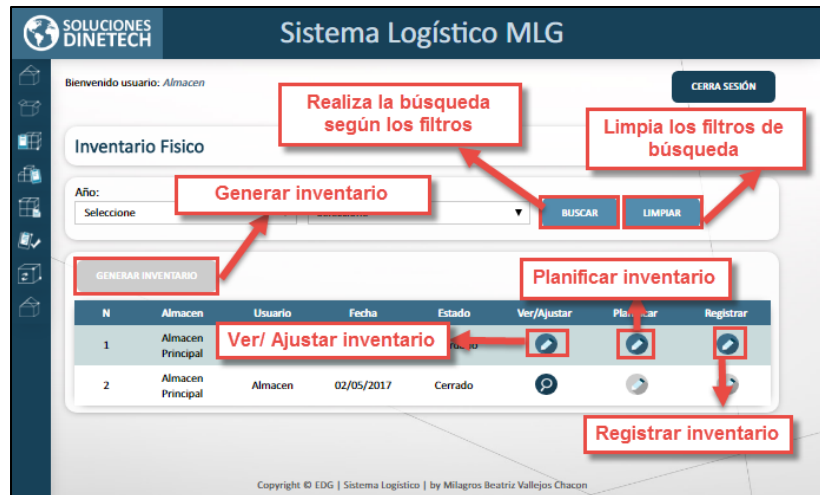 SOLUCIONES
DINETECH
Sistema Logístico MLG
Bienvenido usuario: Almacen
CERRA SESIÓN
Realiza la búsqueda
según los filtros
Limpia los filtros de
búsqueda
Inventario Fisico
Generar inventario
Año:
Seleccione
BUSCAR
LIMPIAR
GENERAR INVENTARIO
Planificar inventario
N Almacen Usuario Fecha Estado Ver/Ajustar Registrar
Ver/ Ajustar inventario
1 Almacen
Principal
2 Almacen
Principal Almacen 02/05/2017 Cerrado
Registrar inventario
Copyright © EDG | Sistema Logístico | by Milagros Beatriz Vallejos Chacon